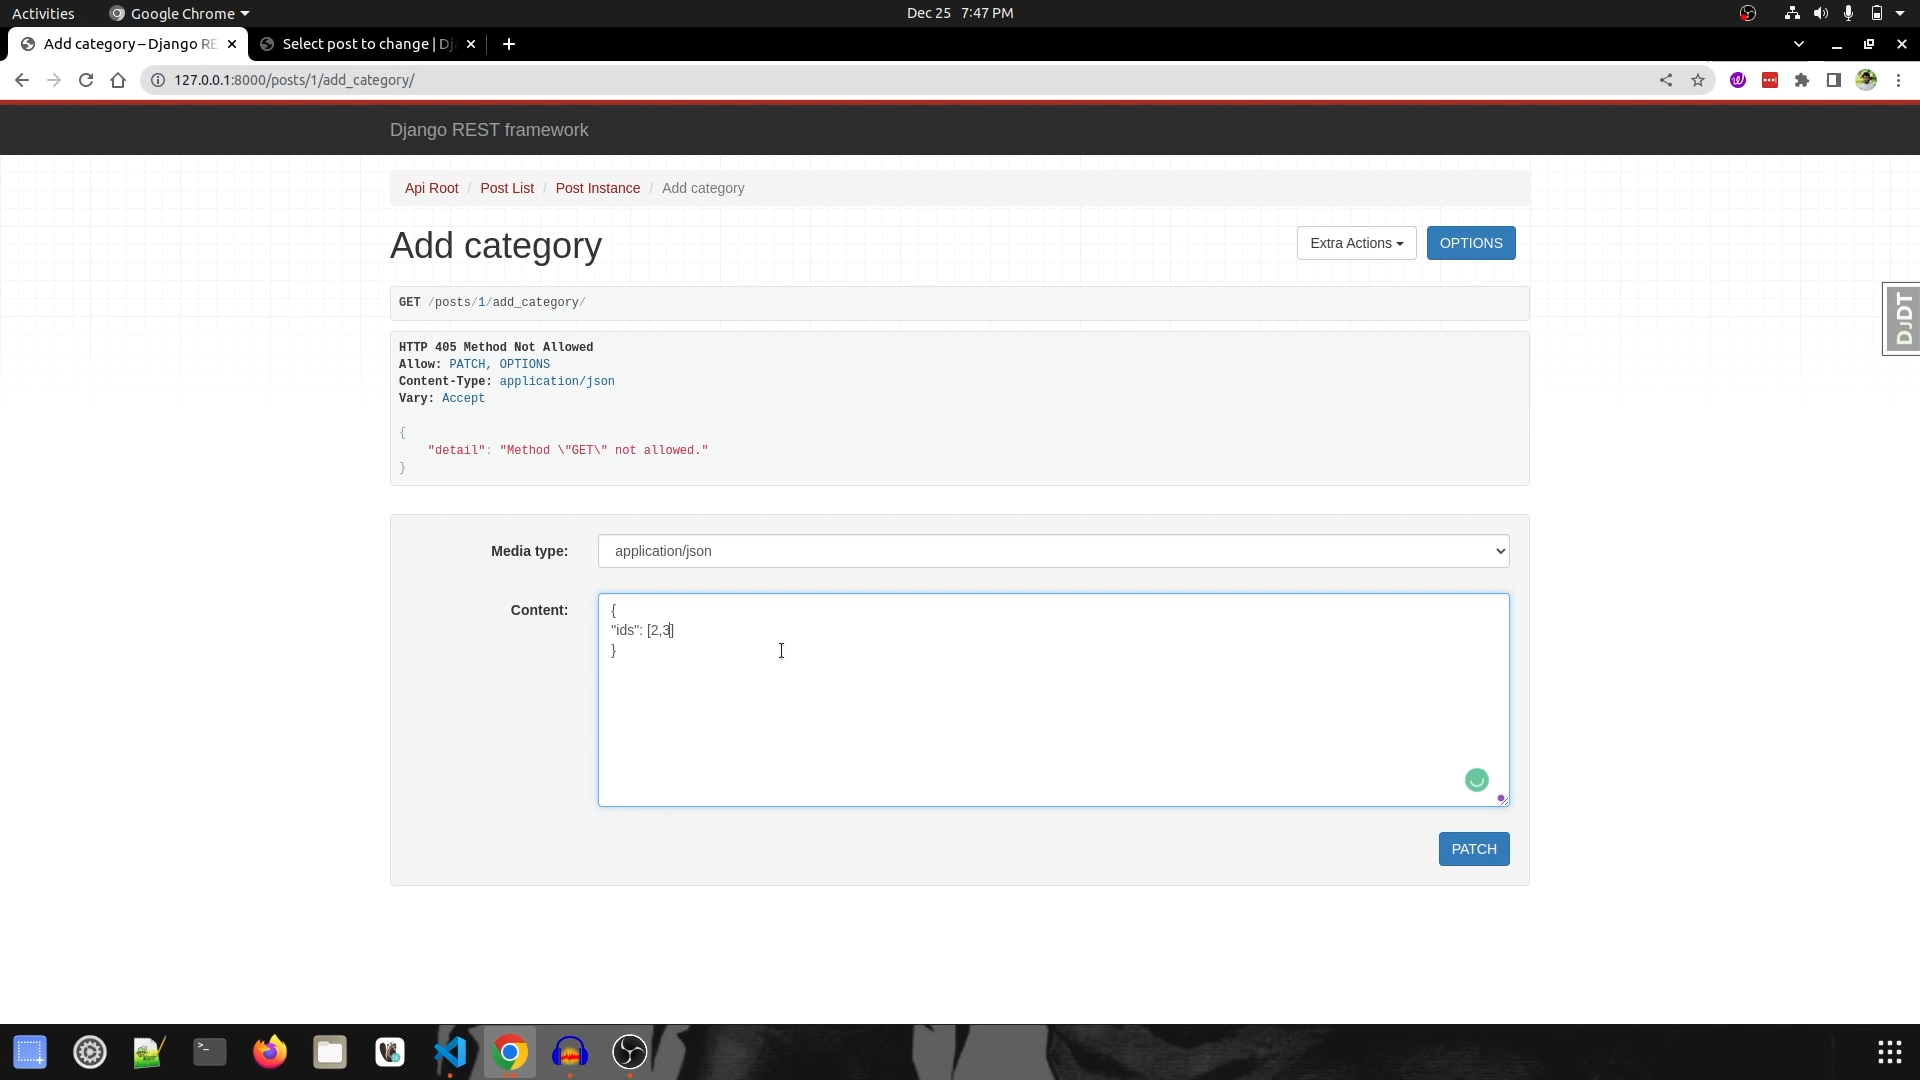 Activities
Google Chrome
Dec 25 7:47 PM
Add category – Django RE
Select post to change | Dj
127.0.0.1:8000/posts/1/add_category/
Django REST framework
Api Root / Post List / Post Instance / Add category
Add category
Extra Actions
OPTIONS
GET /posts/1/add_category/
HTTP 405 Method Not Allowed
Allow: PATCH, OPTIONS
Content-Type: application/json
Vary: Accept
{
"detail": "Method \"GET\" not allowed."
}
DJDT
Media type:
application/json
Content:
{
"ids": [2,3]
}
PATCH